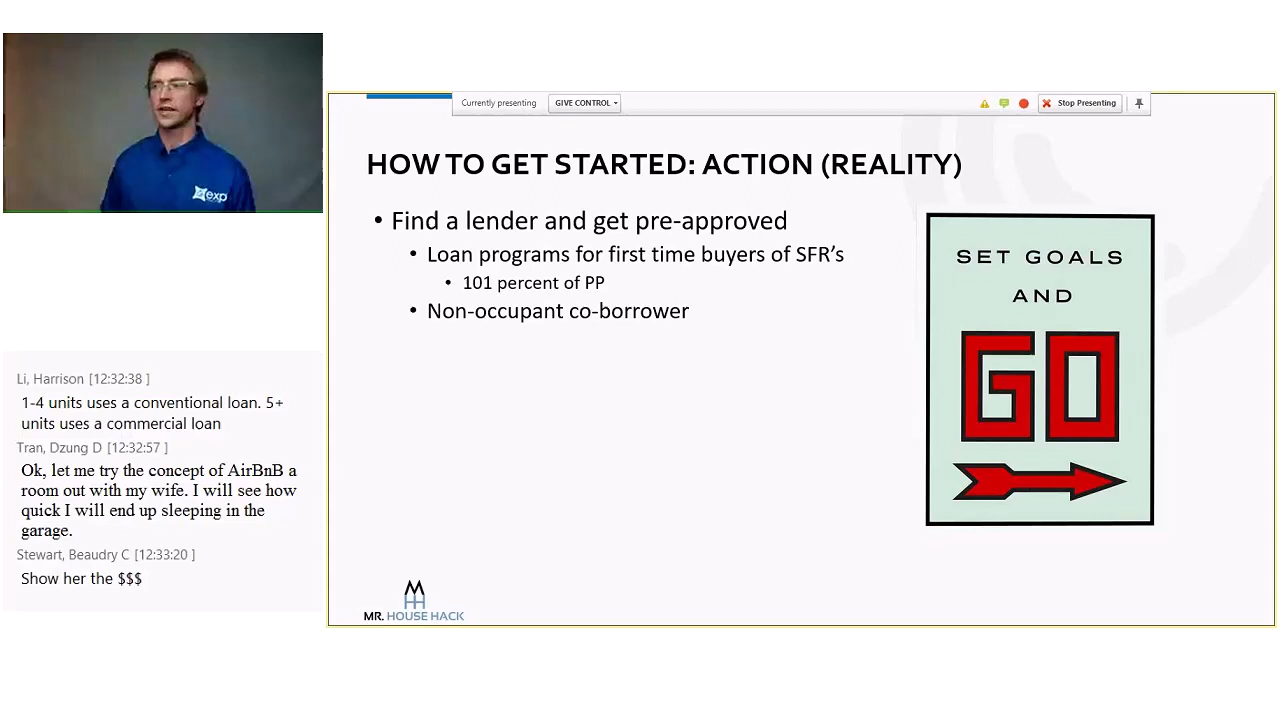 exp
Li, Harrison [12:32:38 ]
1-4 units uses a conventional loan. 5+
units uses a commercial loan
Tran, Dzung D [12:32:57 ]
Ok, let me try the concept of AirBnB a
room out with my wife. I will see how
quick I will end up sleeping in the
garage.
Stewart, Beaudry C [12:33:20 ]
Show her the $$$
Currently presenting
GIVE CONTROL
Stop Presenting
HOW TO GET STARTED: ACTION (REALITY)
• Find a lender and get pre-approved
• Loan programs for first time buyers of SFR’s
• 101 percent of PP
• Non-occupant co-borrower
SET GOALS
AND
GO
MR. HOUSE HACK